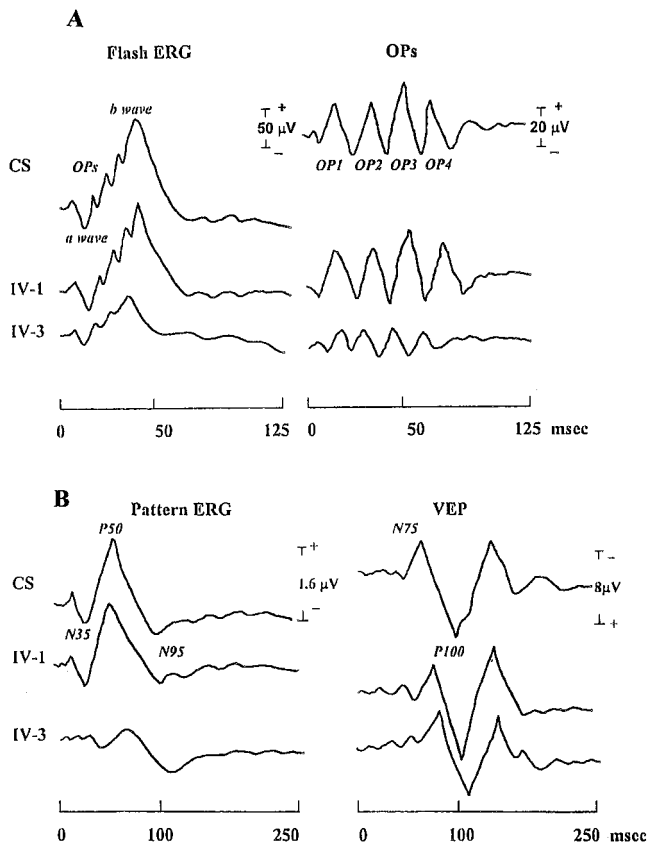 A
Flash ERG
OPs
b wave
⊤ +
50 μV
⊥ −
⊤ +
20 μV
⊥ −
CS
OPs
OP1 OP2 OP3 OP4
a wave
IV-1
IV-3
0 50 125
0 50 125 msec
B
Pattern ERG
VEP
P50
N75
⊤ +
1.6 μV
⊥ −
⊤ −
8μV
⊥ +
CS
N35
N95
P100
IV-1
IV-3
0 100 250
0 100 250 msec